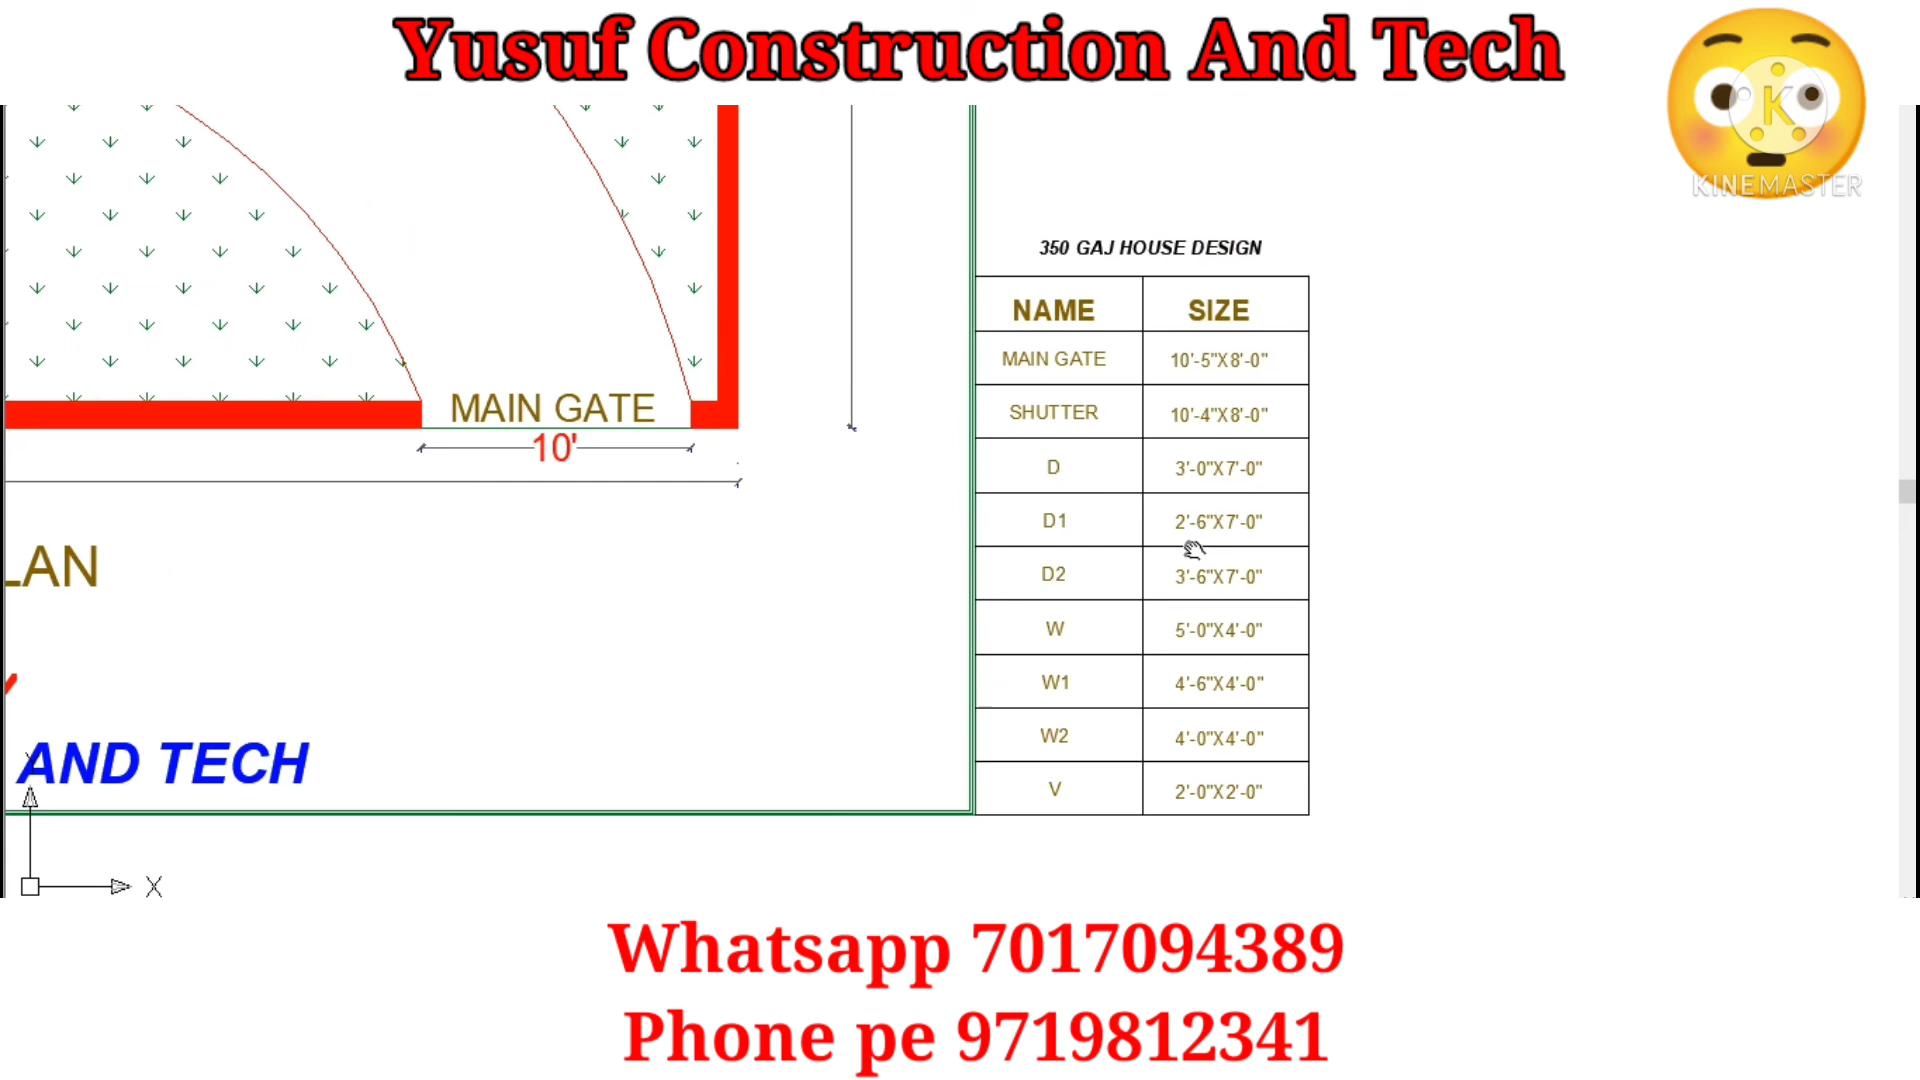 Yusuf Construction And Tech
K
KINEMASTER
350 GAJ HOUSE DESIGN
NAME SIZE
MAIN GATE 10'-5"X8'-0"
SHUTTER 10'-4"X8'-0"
D 3'-0"X7'-0"
D1 2'-6"X7'-0"
D2 3'-6"X7'-0"
W 5'-0"X4'-0"
W1 4'-6"X4'-0"
W2 4'-0"X4'-0"
V 2'-0"X2'-0"
MAIN GATE
10'
LAN
AND TECH
X
Whatsapp 7017094389
Phone pe 9719812341